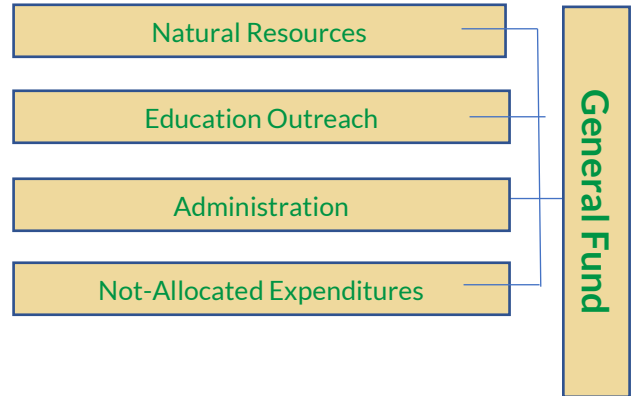 Natural Resources
Education Outreach
Administration
Not-Allocated Expenditures
General Fund